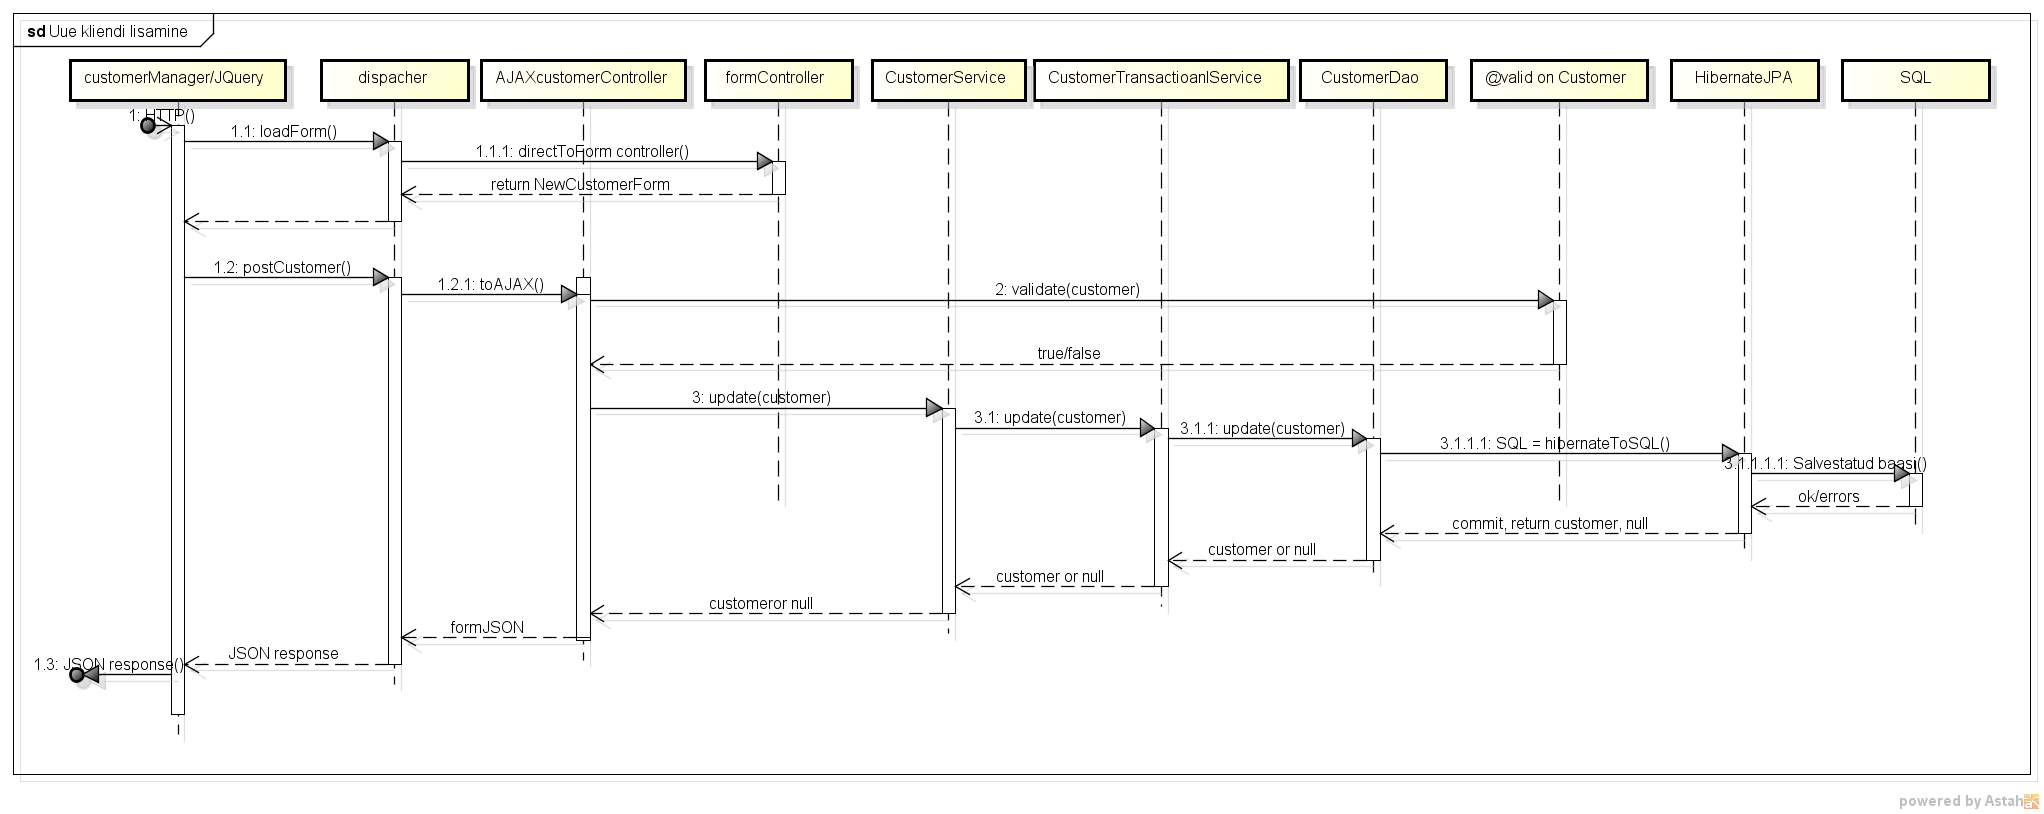 sd Uue kliendi lisamine
customerManager/JQuery
dispacher
AJAXcustomerController
formController
CustomerService
CustomerTransactioanlService
CustomerDao
@valid on Customer
HibernateJPA
SQL
1: HTTP()
1.1: loadForm()
1.1.1: directToForm controller()
return NewCustomerForm
1.2: postCustomer()
1.2.1: toAJAX()
2: validate(customer)
true/false
3: update(customer)
3.1: update(customer)
3.1.1: update(customer)
3.1.1.1: SQL = hibernateToSQL()
3.1.1.1.1: Salvestatud baasi()
ok/errors
commit, return customer, null
customer or null
customer or null
customeror null
formJSON
JSON response
1.3: JSON response()
powered by Astah